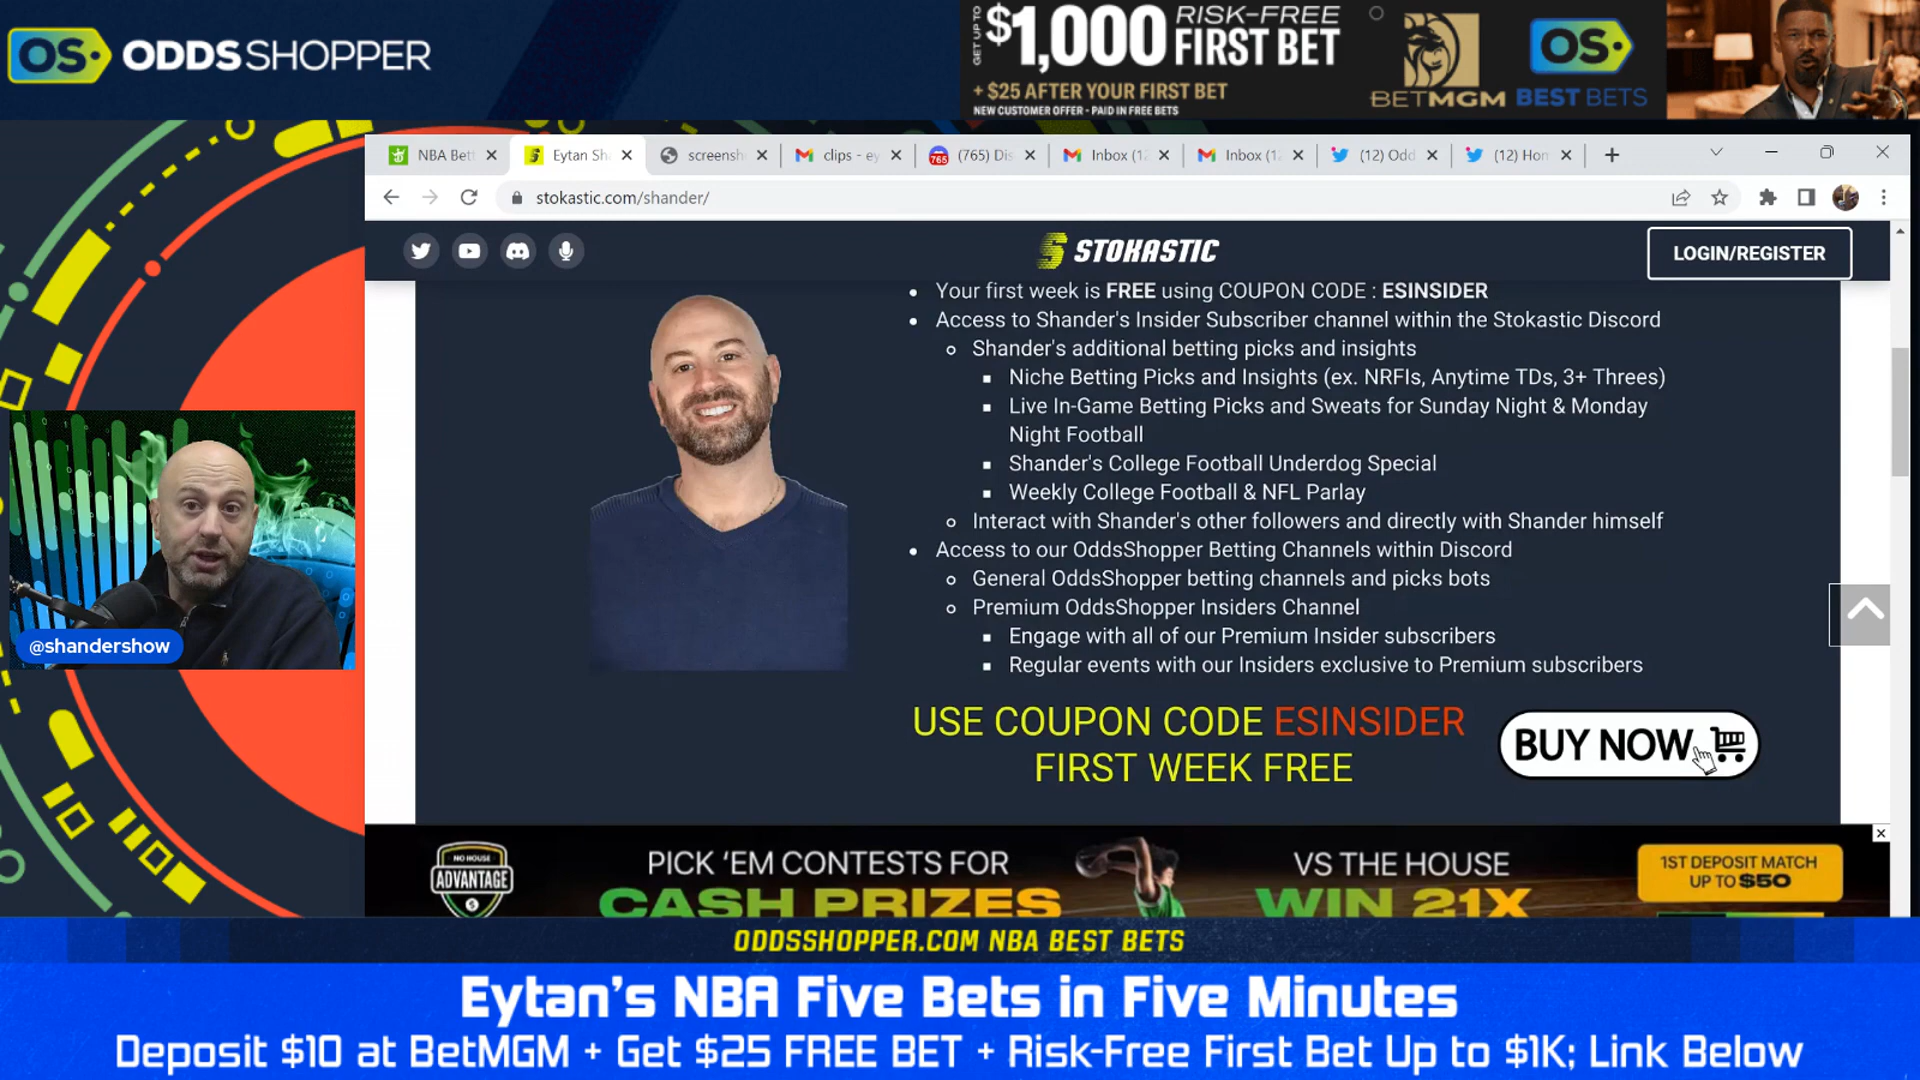 OS ODDSSHOPPER
GET UP TO $1,000 RISK-FREE FIRST BET
+ $25 AFTER YOUR FIRST BET
NEW CUSTOMER OFFER - PAID IN FREE BETS
BETMGM
OS BEST BETS
NBA Bet
Eytan Sh
screensh
clips - ey
(765) Dis
Inbox (1
Inbox (1
(12) Odd
(12) Hon
stokastic.com/shander/
STOKASTIC
LOGIN/REGISTER
Your first week is FREE using COUPON CODE : ESINSIDER
Access to Shander's Insider Subscriber channel within the Stokastic Discord
Shander's additional betting picks and insights
Niche Betting Picks and Insights (ex. NRFIs, Anytime TDs, 3+ Threes)
Live In-Game Betting Picks and Sweats for Sunday Night & Monday
Night Football
Shander's College Football Underdog Special
Weekly College Football & NFL Parlay
Interact with Shander's other followers and directly with Shander himself
Access to our OddsShopper Betting Channels within Discord
General OddsShopper betting channels and picks bots
Premium OddsShopper Insiders Channel
Engage with all of our Premium Insider subscribers
Regular events with our Insiders exclusive to Premium subscribers
@shandershow
USE COUPON CODE ESINSIDER
FIRST WEEK FREE
BUY NOW
NO HOUSE
ADVANTAGE
PICK 'EM CONTESTS FOR
CASH PRIZES
VS THE HOUSE
WIN 21X
1ST DEPOSIT MATCH
UP TO $50
ODDSSHOPPER.COM NBA BEST BETS
Eytan's NBA Five Bets in Five Minutes
Deposit $10 at BetMGM + Get $25 FREE BET + Risk-Free First Bet Up to $1K; Link Below